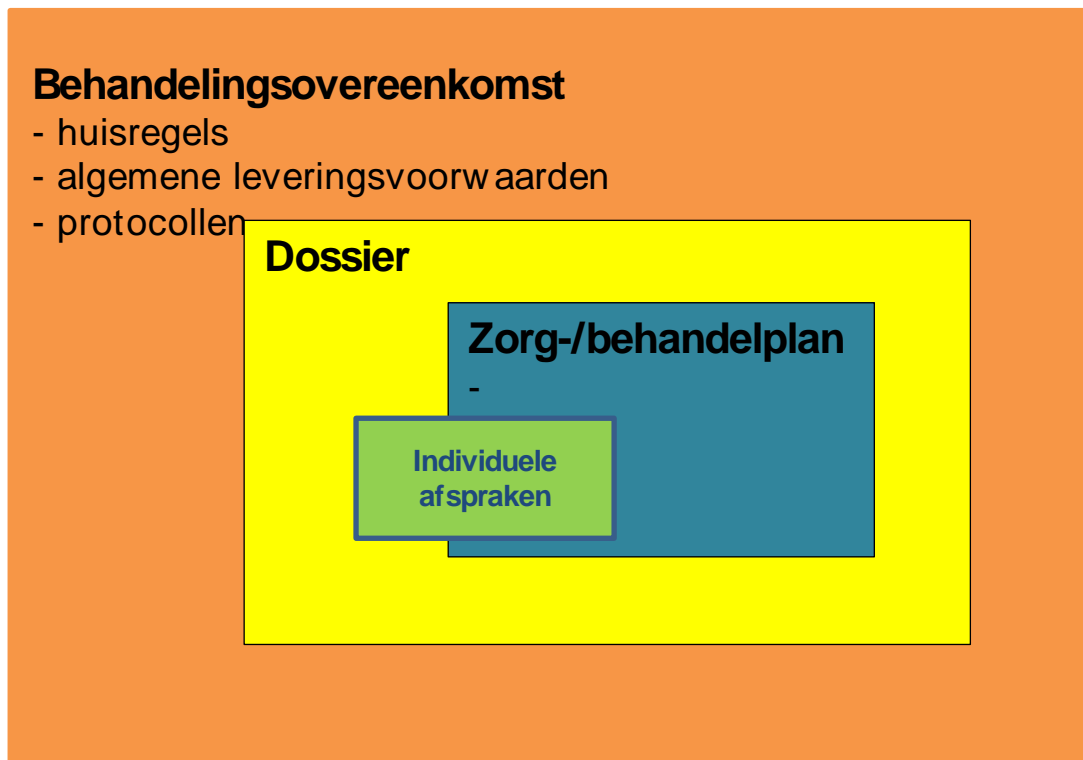 Behandelingsovereenkomst
- huisregels
- algemene leveringsvoorwaarden
- protocollen
Dossier
Zorg-/behandelplan
-
Individuele
afspraken